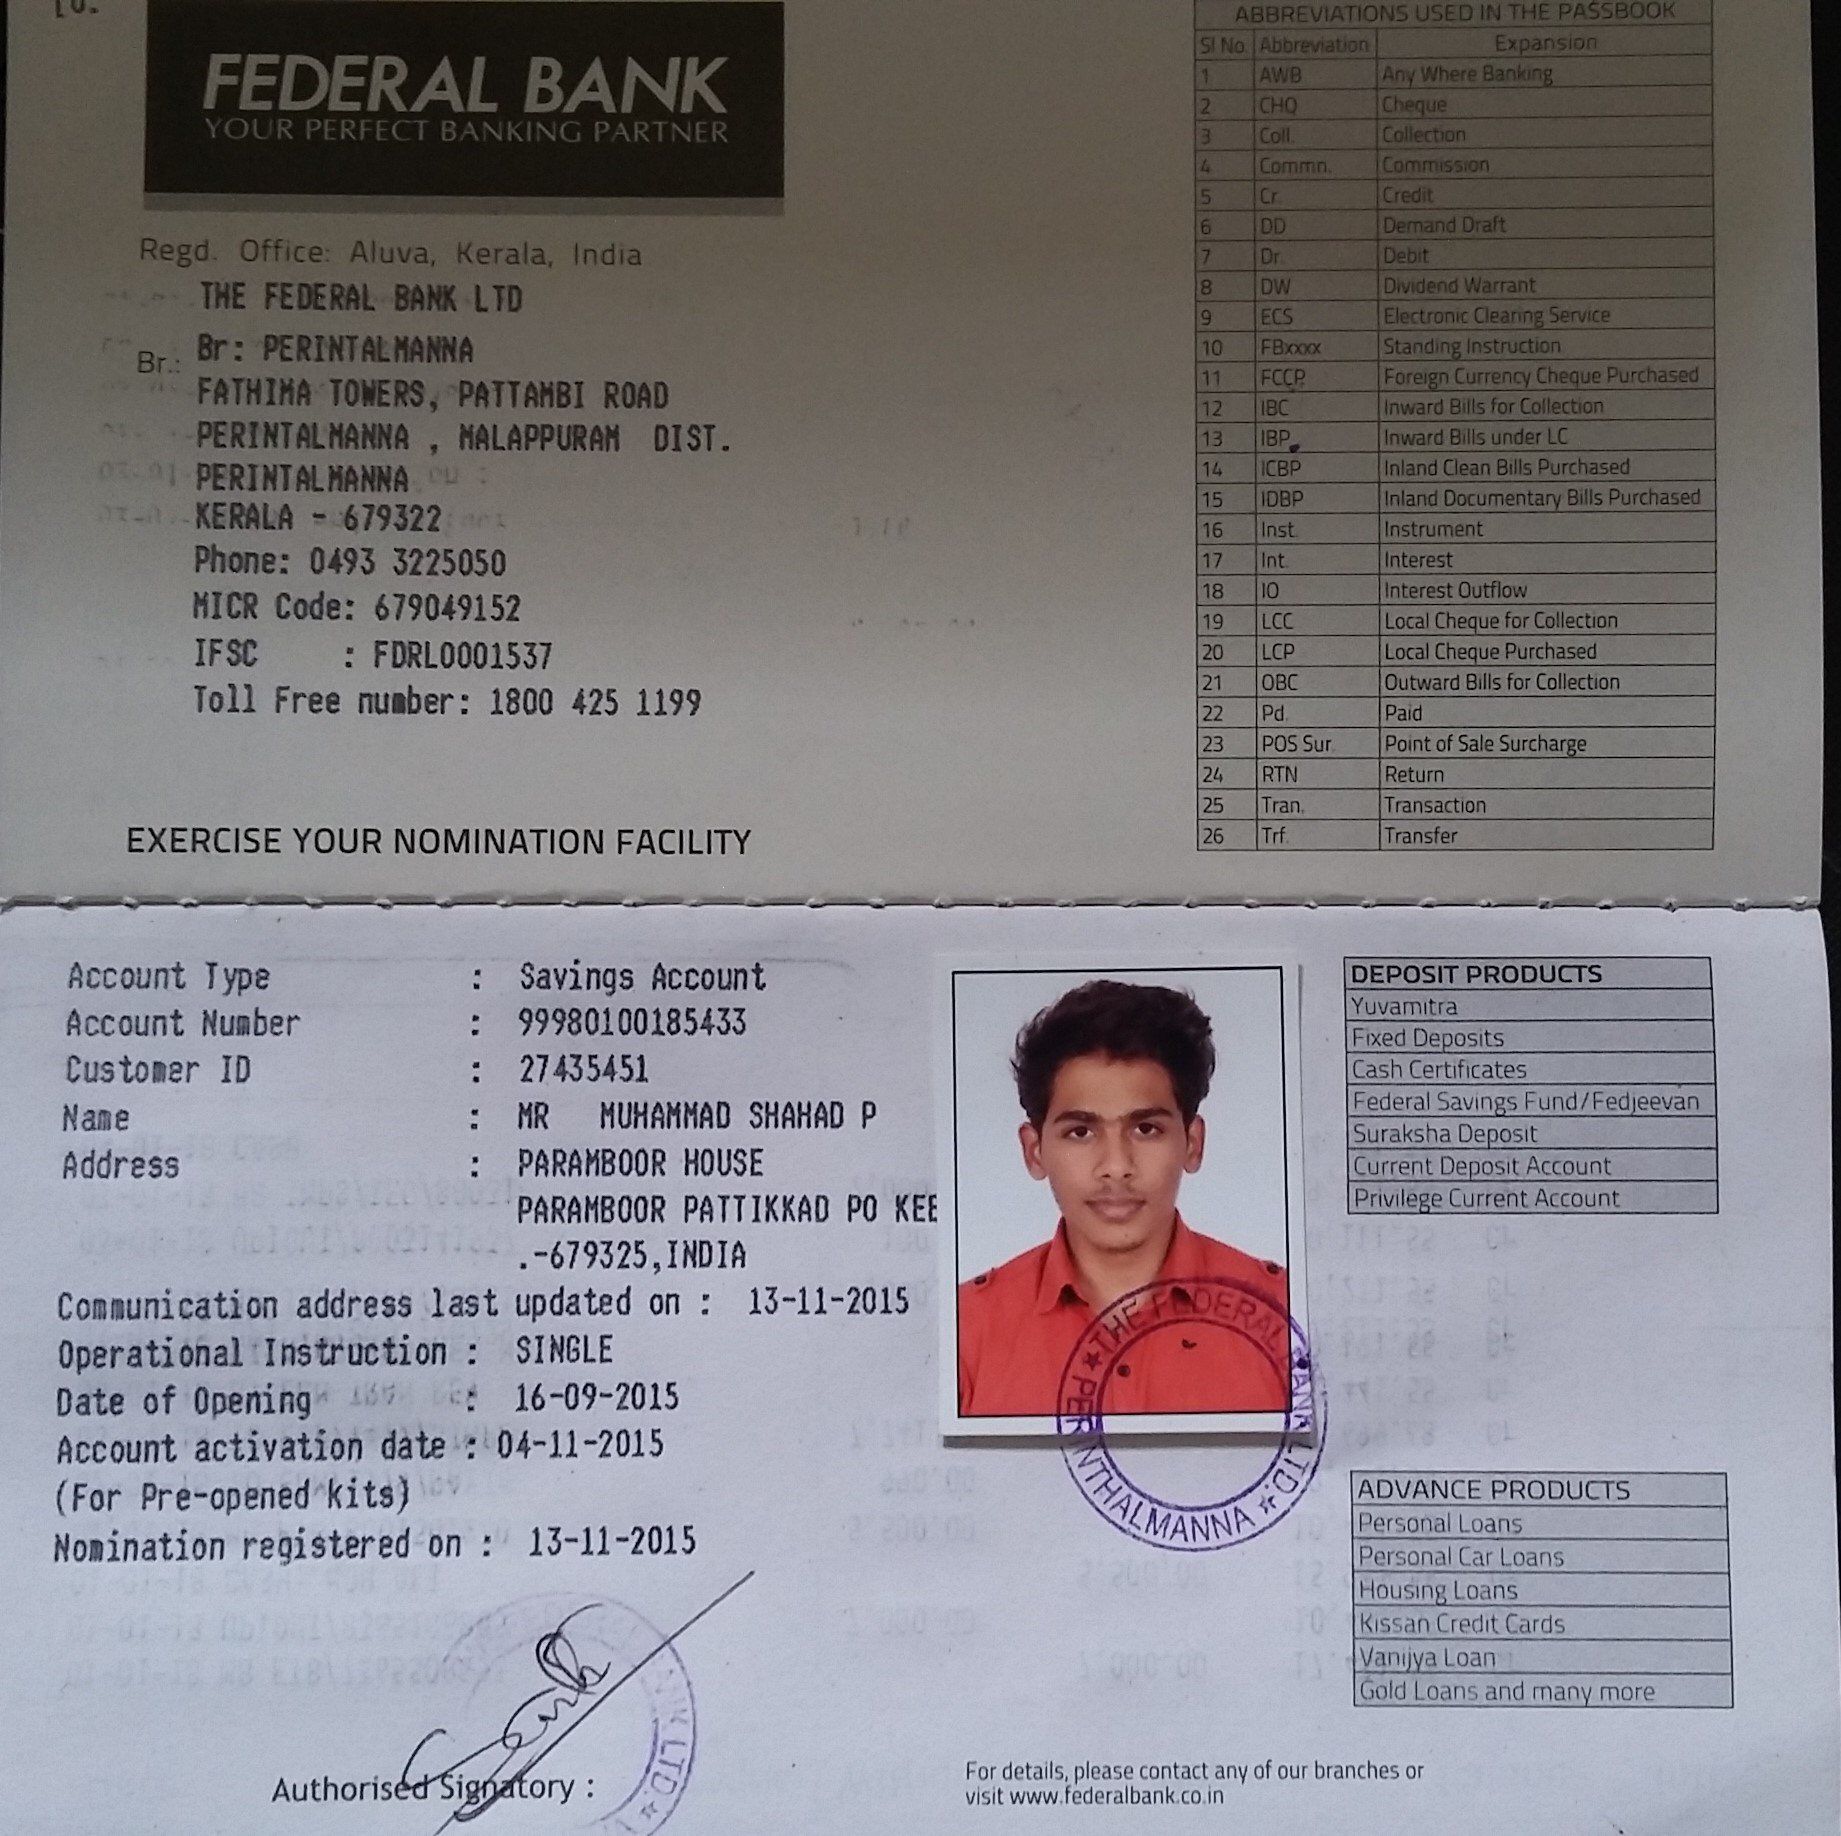 FEDERAL BANK
YOUR PERFECT BANKING PARTNER
Regd. Office: Aluva, Kerala, India
THE FEDERAL BANK LTD
Br.: Br: PERINTALMANNA
FATHIMA TOWERS, PATTAMBI ROAD
PERINTALMANNA , MALAPPURAM DIST.
PERINTALMANNA
KERALA - 679322
Phone: 0493 3225050
MICR Code: 679049152
IFSC : FDRL0001537
Toll Free number: 1800 425 1199
EXERCISE YOUR NOMINATION FACILITY
ABBREVIATIONS USED IN THE PASSBOOK
Sl No. Abbreviation Expansion
1 AWB Any Where Banking
2 CHQ Cheque
3 Coll. Collection
4 Commn. Commission
5 Cr. Credit
6 DD Demand Draft
7 Dr. Debit
8 DW Dividend Warrant
9 ECS Electronic Clearing Service
10 FBxxxx Standing Instruction
11 FCCP Foreign Currency Cheque Purchased
12 IBC Inward Bills for Collection
13 IBP Inward Bills under LC
14 ICBP Inland Clean Bills Purchased
15 IDBP Inland Documentary Bills Purchased
16 Inst. Instrument
17 Int. Interest
18 IO Interest Outflow
19 LCC Local Cheque for Collection
20 LCP Local Cheque Purchased
21 OBC Outward Bills for Collection
22 Pd. Paid
23 POS Sur. Point of Sale Surcharge
24 RTN Return
25 Tran. Transaction
26 Trf. Transfer
Account Type : Savings Account
Account Number : 99980100185433
Customer ID : 27435451
Name : MR MUHAMMAD SHAHAD P
Address : PARAMBOOR HOUSE
PARAMBOOR PATTIKKAD PO KEE
.-679325,INDIA
Communication address last updated on : 13-11-2015
Operational Instruction : SINGLE
Date of Opening : 16-09-2015
Account activation date : 04-11-2015
(For Pre-opened kits)
Nomination registered on : 13-11-2015
Authorised Signatory :
THE FEDERAL BANK LTD.
PERINTHALMANNA
DEPOSIT PRODUCTS
Yuvamitra
Fixed Deposits
Cash Certificates
Federal Savings Fund/Fedjeevan
Suraksha Deposit
Current Deposit Account
Privilege Current Account
ADVANCE PRODUCTS
Personal Loans
Personal Car Loans
Housing Loans
Kissan Credit Cards
Vanijya Loan
Gold Loans and many more
For details, please contact any of our branches or
visit www.federalbank.co.in